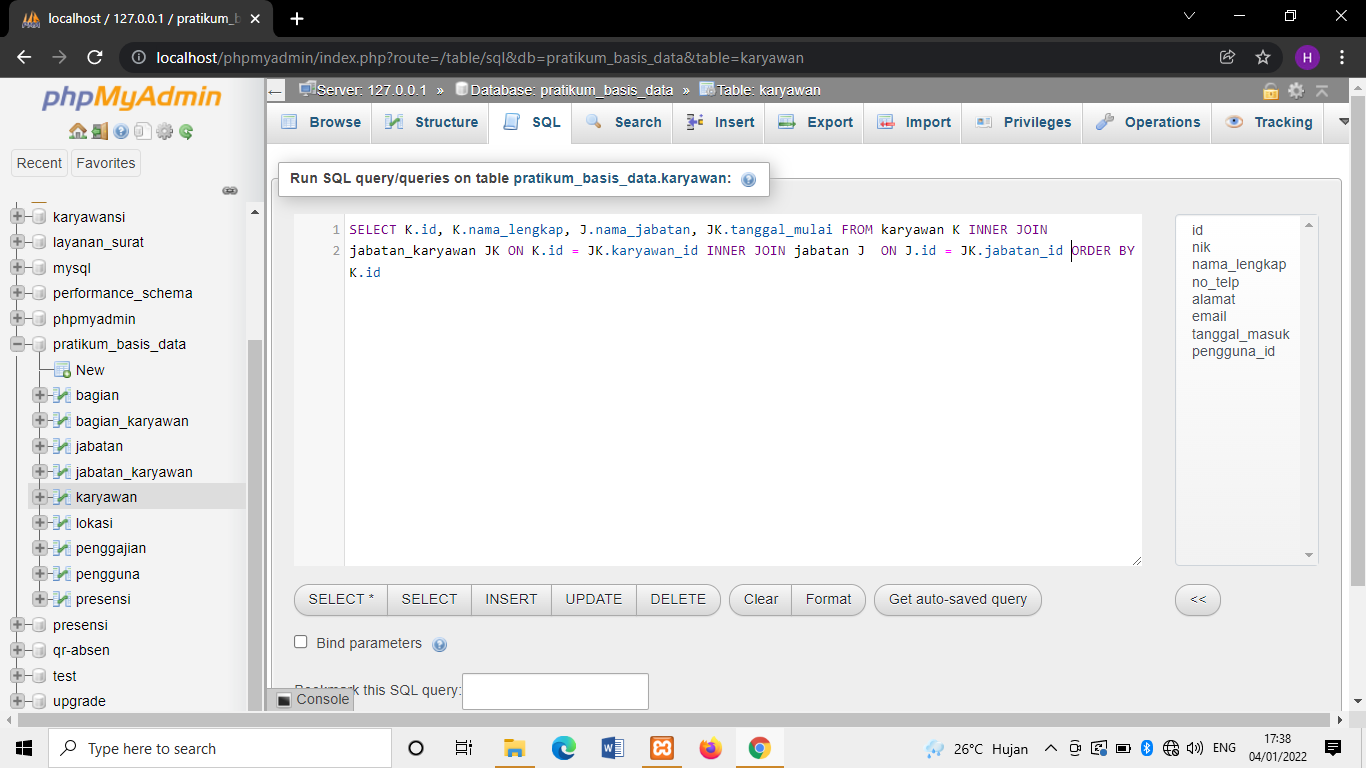 localhost / 127.0.0.1 / pratikum_b
localhost/phpmyadmin/index.php?route=/table/sql&db=pratikum_basis_data&table=karyawan
H
phpMyAdmin
Recent
Favorites
karyawansi
layanan_surat
mysql
performance_schema
phpmyadmin
pratikum_basis_data
New
bagian
bagian_karyawan
jabatan
jabatan_karyawan
karyawan
lokasi
penggajian
pengguna
presensi
presensi
qr-absen
test
upgrade
Server: 127.0.0.1 » Database: pratikum_basis_data » Table: karyawan
Browse
Structure
SQL
Search
Insert
Export
Import
Privileges
Operations
Tracking
Run SQL query/queries on table pratikum_basis_data.karyawan:
1 SELECT K.id, K.nama_lengkap, J.nama_jabatan, JK.tanggal_mulai FROM karyawan K INNER JOIN
2 jabatan_karyawan JK ON K.id = JK.karyawan_id INNER JOIN jabatan J  ON J.id = JK.jabatan_id ORDER BY
K.id
id
nik
nama_lengkap
no_telp
alamat
email
tanggal_masuk
pengguna_id
SELECT *
SELECT
INSERT
UPDATE
DELETE
Clear
Format
Get auto-saved query
<<
Bind parameters
Bookmark this SQL query:
Console
Type here to search
26°C Hujan
ENG
17:38
04/01/2022